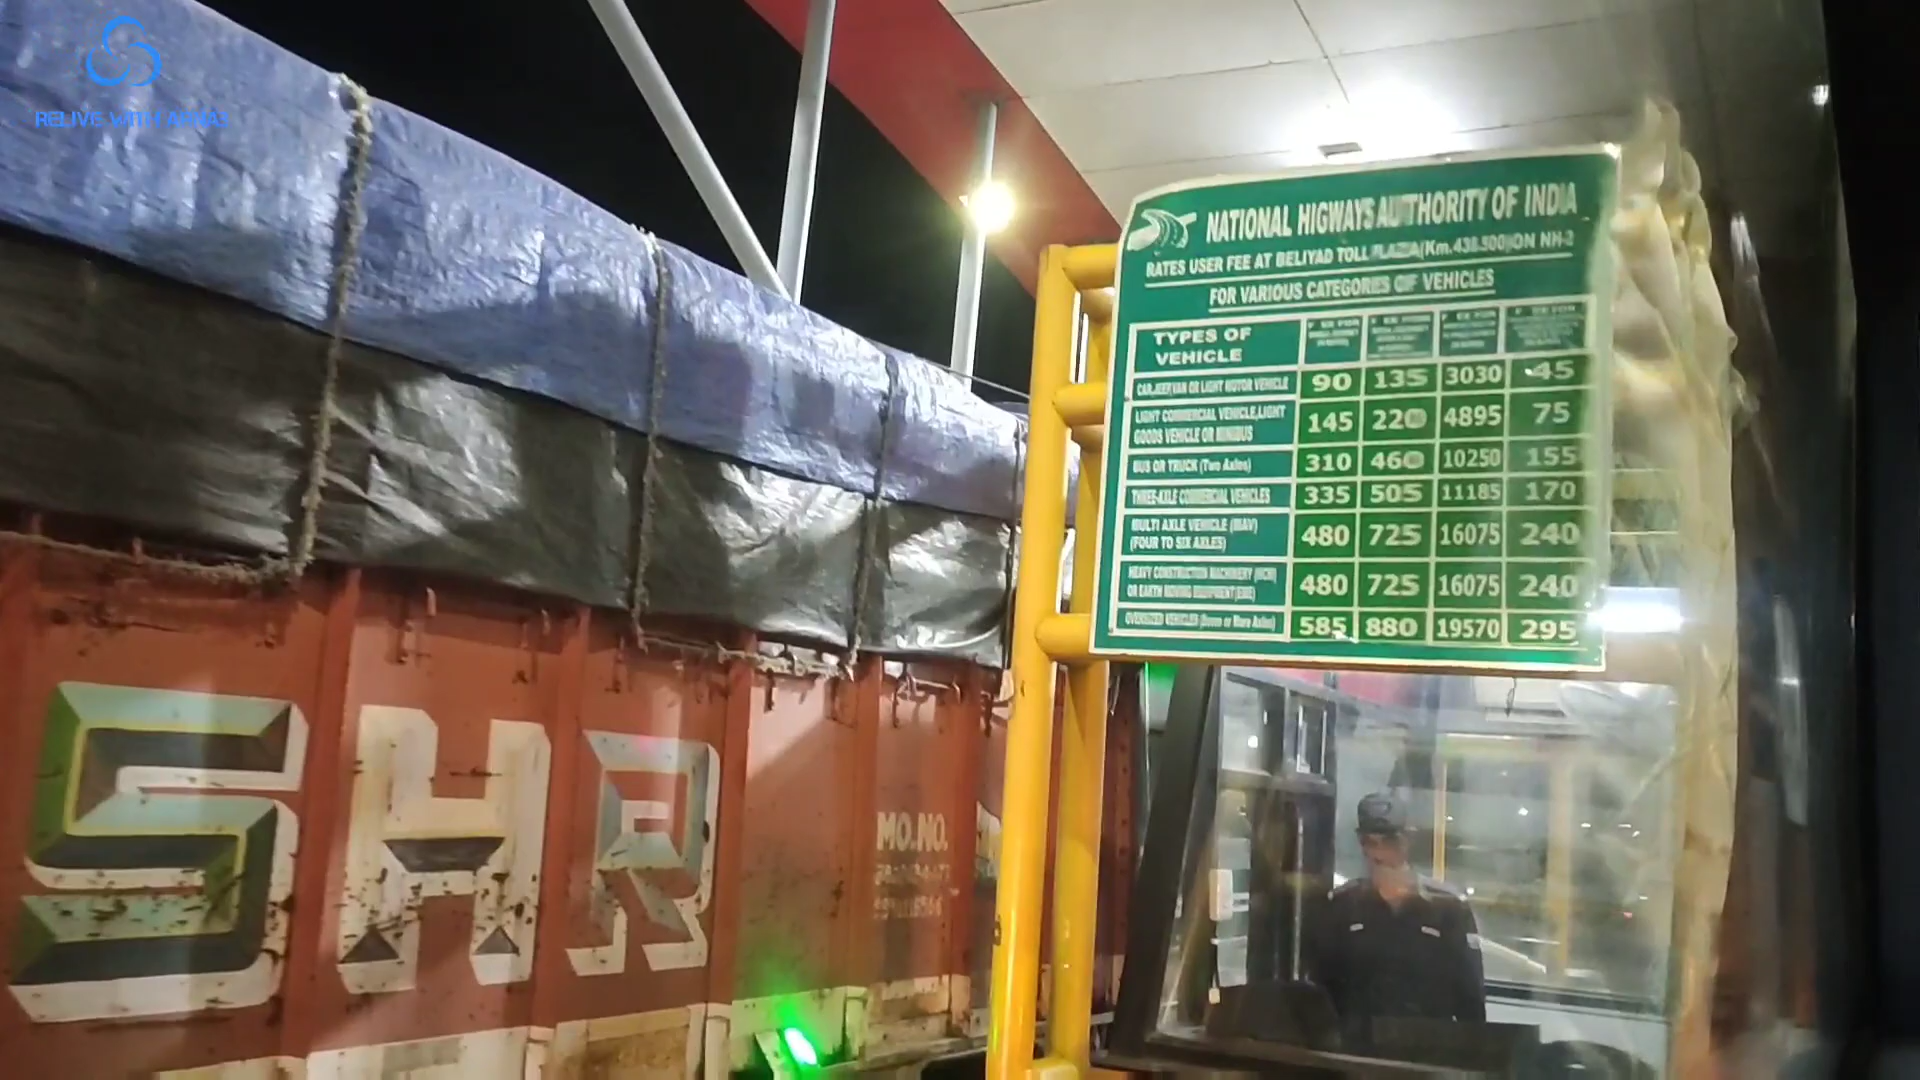 RELIVE WITH
NATIONAL HIGWAYS AUTHORITY OF INDIA
RATES USER FEE AT BELIYAD TOLL PLAZA(Km.438.500)ON NH-2
FOR VARIOUS CATEGORIES OF VEHICLES
TYPES OF
VEHICLE
CAR,JEEP,VAN OR LIGHT MOTOR VEHICLE 90 135 3030 45
LIGHT COMMERCIAL VEHICLE,LIGHT
GOODS VEHICLE OR MINIBUS 145 220 4895 75
BUS OR TRUCK (Two Axles) 310 460 10250 155
THREE-AXLE COMMERCIAL VEHICLES 335 505 11185 170
MULTI AXLE VEHICLE (MAV)
(FOUR TO SIX AXLES) 480 725 16075 240
HEAVY CONSTRUCTION MACHINERY (HCM)
OR EARTH MOVING EQUIPMENT(EME) 480 725 16075 240
OVERSIZED VEHICLES (Seven or More Axles) 585 880 19570 295
SHR
MO.NO.